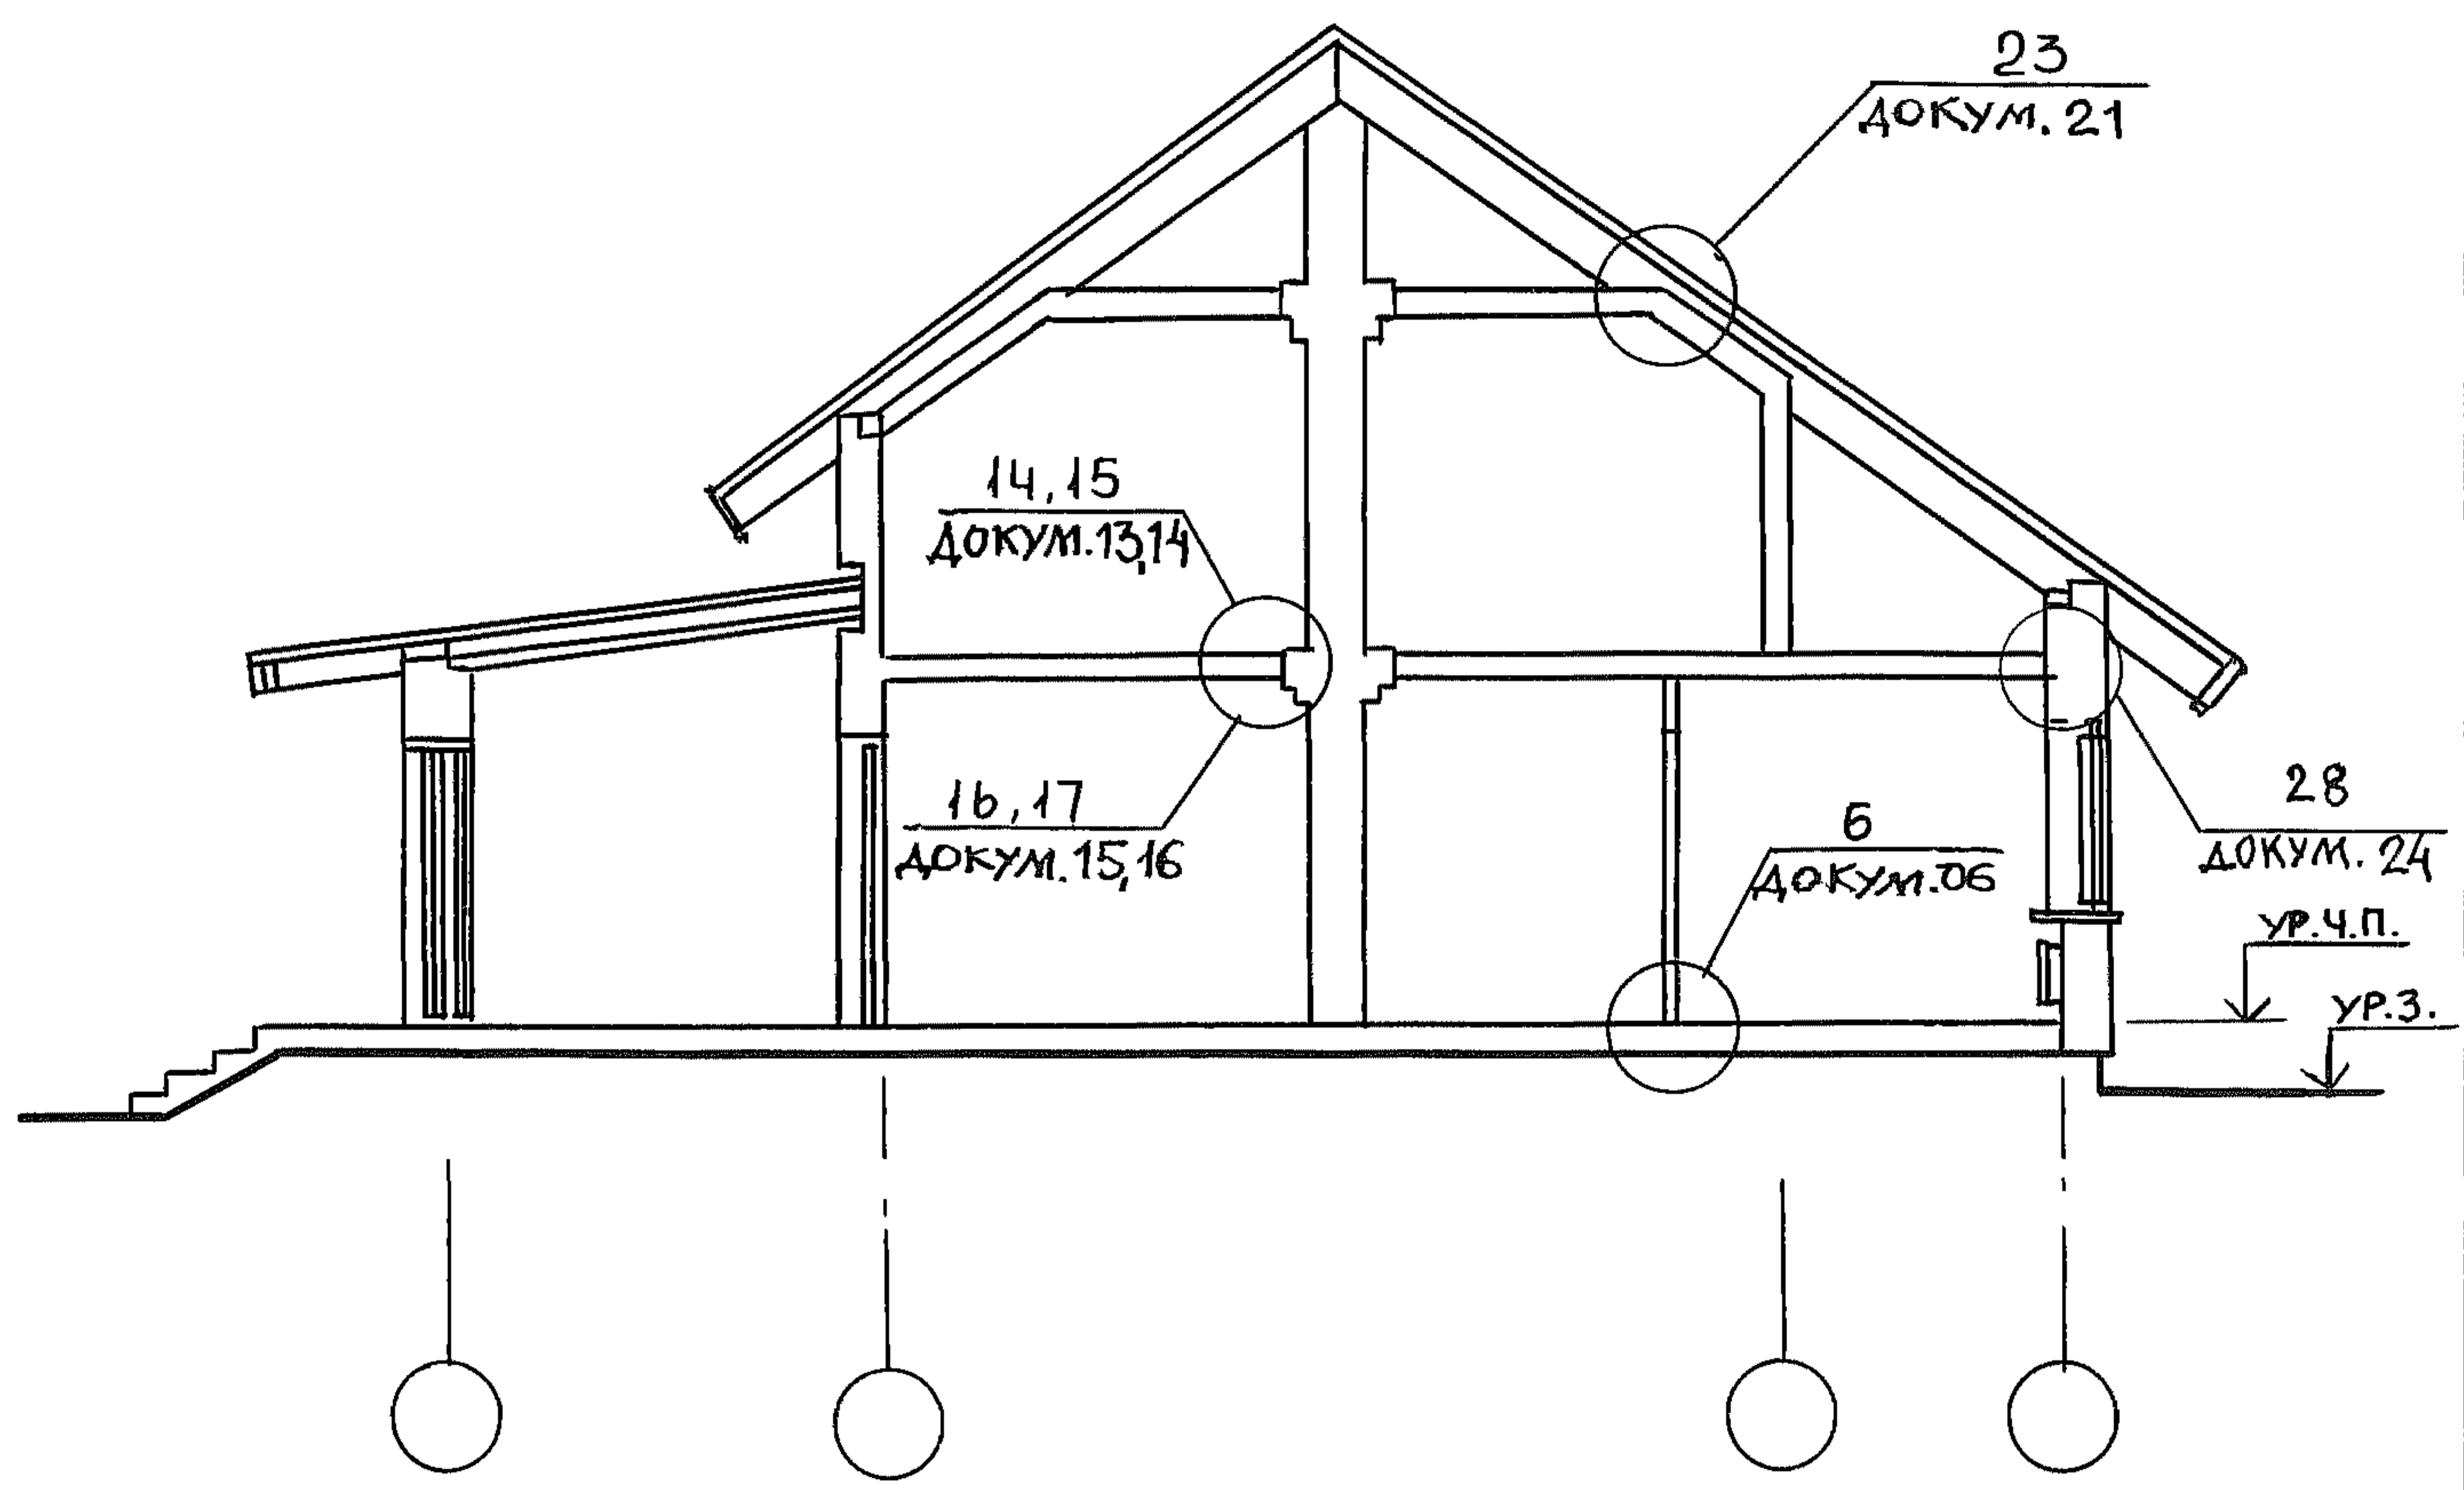 23
ДОКУМ. 21
14, 15
ДОКУМ. 13, 14
16, 17
ДОКУМ. 15, 16
6
ДОКУМ. 06
28
ДОКУМ. 24
УР.Ч.П.
УР.З.